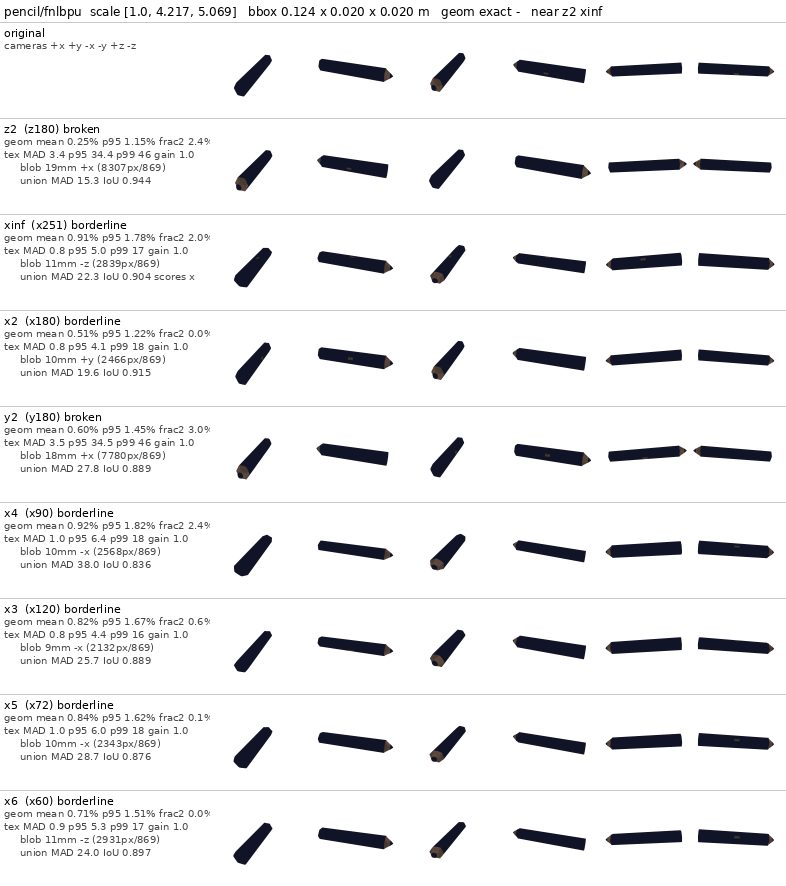 pencil/fnlbpu  scale [1.0, 4.217, 5.069]   bbox 0.124 x 0.020 x 0.020 m   geom exact -   near z2 xinf
original
cameras +x +y -x -y +z -z
z2  (z180) broken
geom mean 0.25% p95 1.15% frac2 2.4%
tex MAD 3.4 p95 34.4 p99 46 gain 1.0
blob 19mm +x (8307px/869)
union MAD 15.3 IoU 0.944
xinf  (x251) borderline
geom mean 0.91% p95 1.78% frac2 2.0%
tex MAD 0.8 p95 5.0 p99 17 gain 1.0
blob 11mm -z (2839px/869)
union MAD 22.3 IoU 0.904 scores x
x2  (x180) borderline
geom mean 0.51% p95 1.22% frac2 0.0%
tex MAD 0.8 p95 4.1 p99 18 gain 1.0
blob 10mm +y (2466px/869)
union MAD 19.6 IoU 0.915
y2  (y180) broken
geom mean 0.60% p95 1.45% frac2 3.0%
tex MAD 3.5 p95 34.5 p99 46 gain 1.0
blob 18mm +x (7780px/869)
union MAD 27.8 IoU 0.889
x4  (x90) borderline
geom mean 0.92% p95 1.82% frac2 2.4%
tex MAD 1.0 p95 6.4 p99 18 gain 1.0
blob 10mm -x (2568px/869)
union MAD 38.0 IoU 0.836
x3  (x120) borderline
geom mean 0.82% p95 1.67% frac2 0.6%
tex MAD 0.8 p95 4.4 p99 16 gain 1.0
blob 9mm -x (2132px/869)
union MAD 25.7 IoU 0.889
x5  (x72) borderline
geom mean 0.84% p95 1.62% frac2 0.1%
tex MAD 1.0 p95 6.0 p99 18 gain 1.0
blob 10mm -x (2343px/869)
union MAD 28.7 IoU 0.876
x6  (x60) borderline
geom mean 0.71% p95 1.51% frac2 0.0%
tex MAD 0.9 p95 5.3 p99 17 gain 1.0
blob 11mm -z (2931px/869)
union MAD 24.0 IoU 0.897